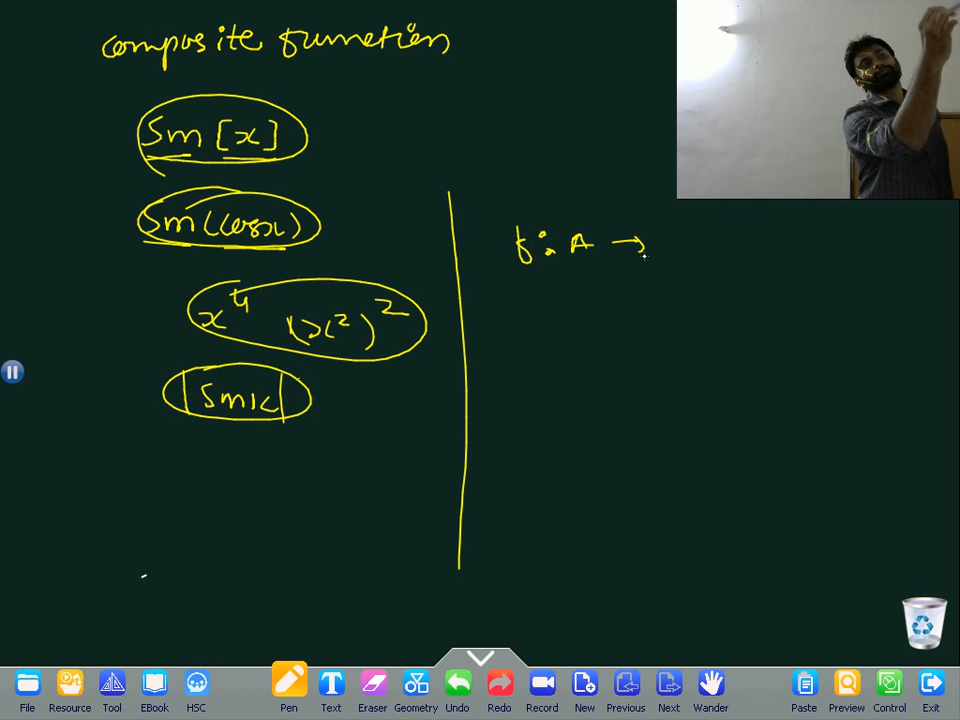 composite function
Sin [x]
Sin (cosx)
x⁴ (x²)²
|Sinx|
f: A →
File Resource Tool EBook HSC Pen Text Eraser Geometry Undo Redo Record New Previous Next Wander Paste Preview Control Exit